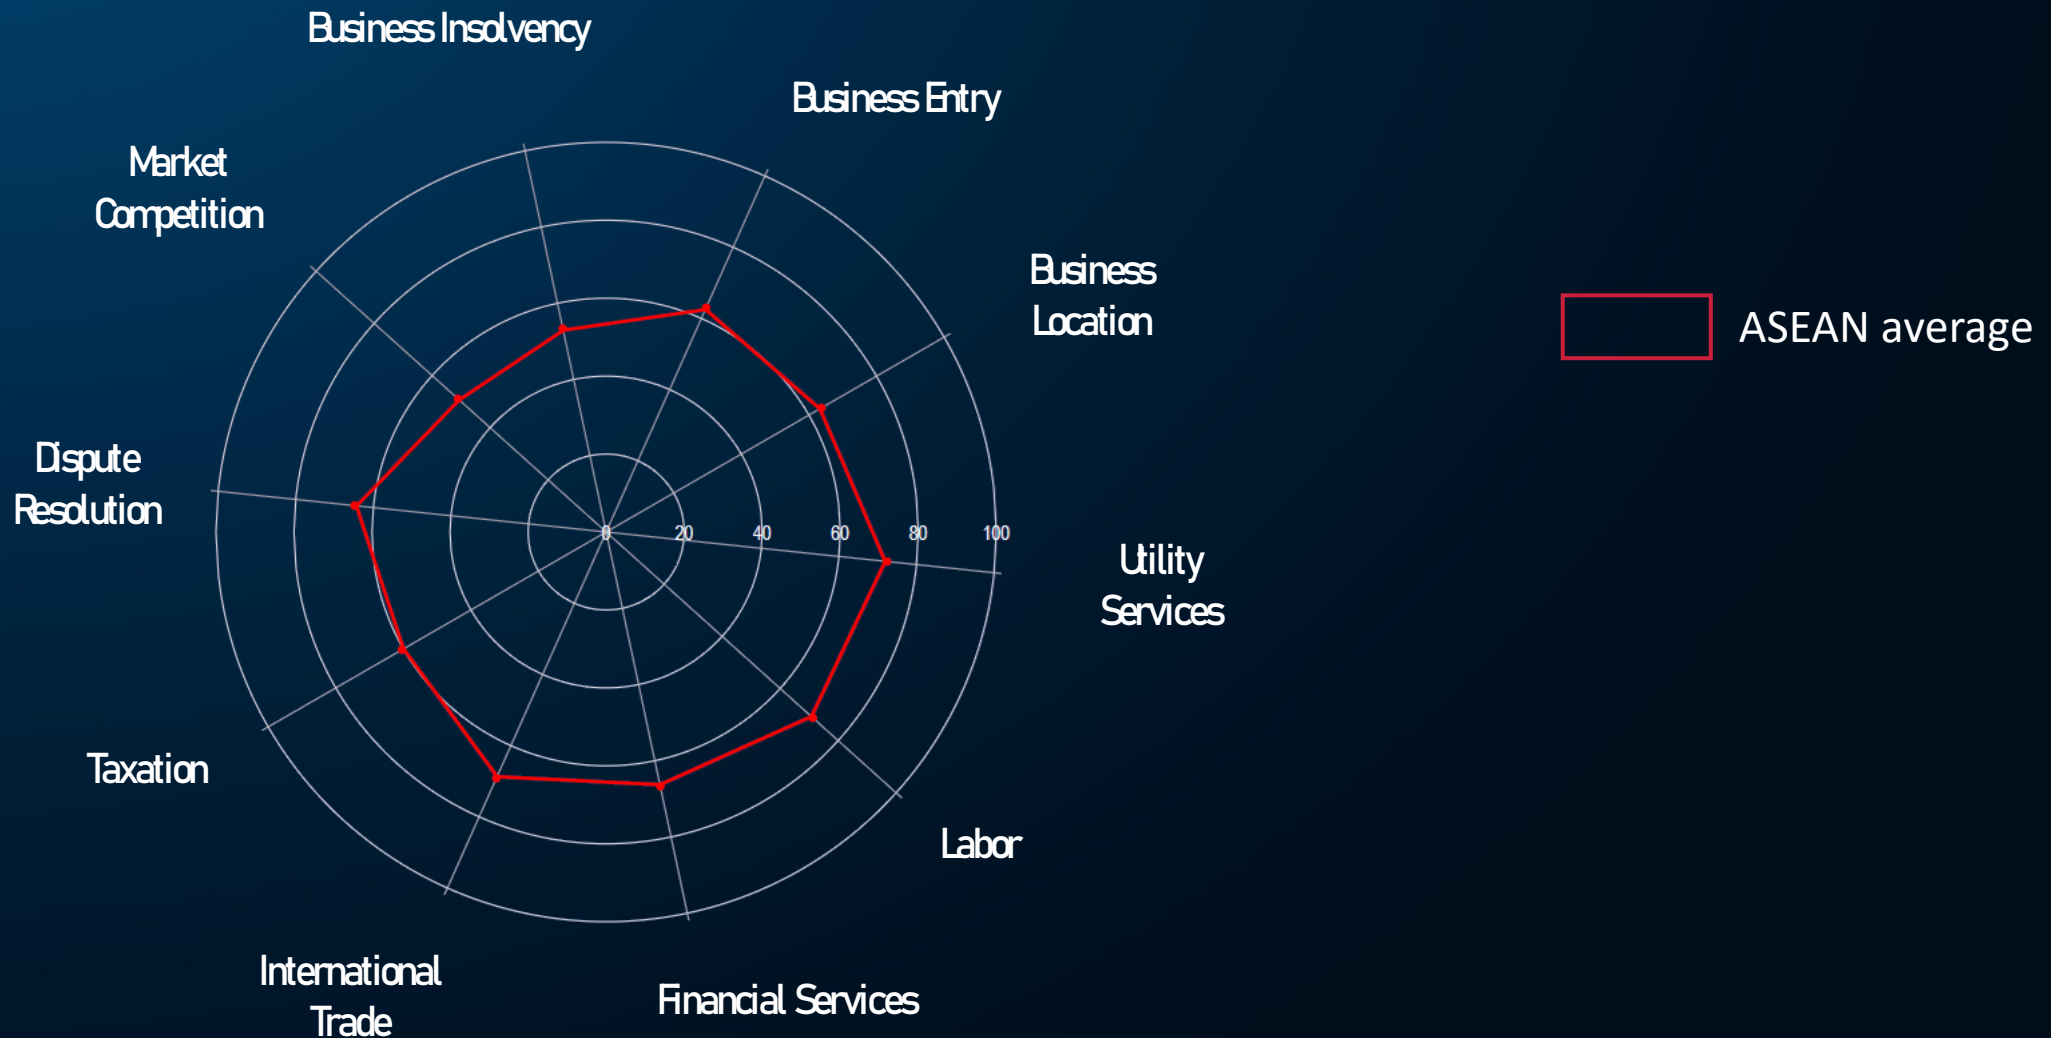 Business Insolvency
Business Entry
Market
Competition
Business
Location
ASEAN average
Dispute
Resolution
0 20 40 60 80 100
Utility
Services
Taxation
Labor
International
Trade
Financial Services